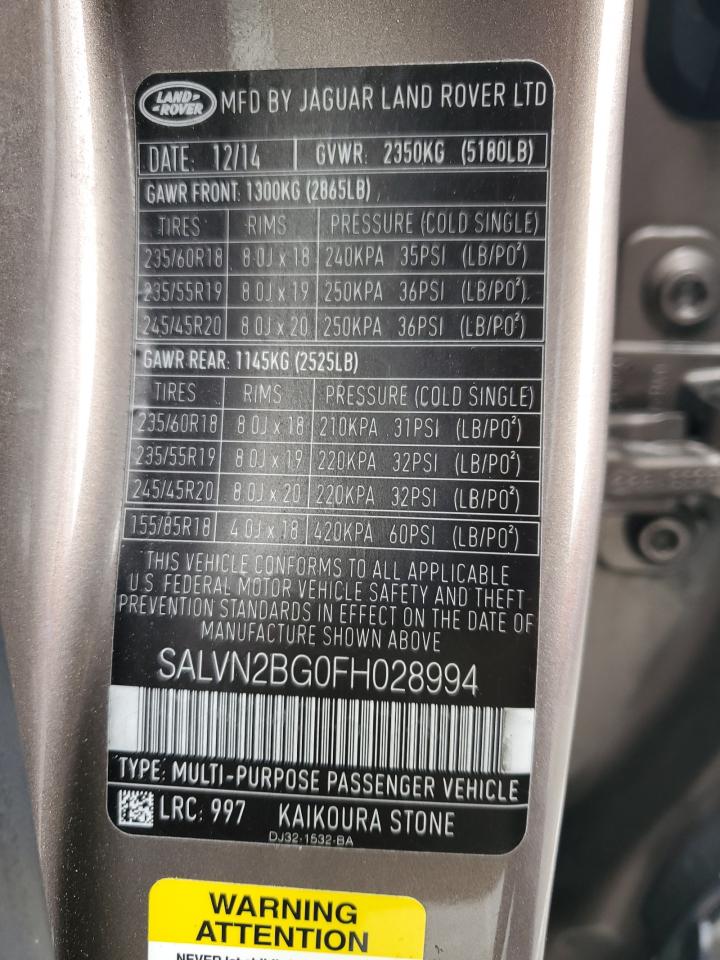 LAND ROVER MFD BY JAGUAR LAND ROVER LTD
DATE: 12/14 GVWR: 2350KG (5180LB)
GAWR FRONT: 1300KG (2865LB)
TIRES RIMS PRESSURE (COLD SINGLE)
235/60R18 8.0J x 18 240KPA 35PSI (LB/PO²)
235/55R19 8.0J x 19 250KPA 36PSI (LB/PO²)
245/45R20 8.0J x 20 250KPA 36PSI (LB/PO²)
GAWR REAR: 1145KG (2525LB)
TIRES RIMS PRESSURE (COLD SINGLE)
235/60R18 8.0J x 18 210KPA 31PSI (LB/PO²)
235/55R19 8.0J x 19 220KPA 32PSI (LB/PO²)
245/45R20 8.0J x 20 220KPA 32PSI (LB/PO²)
155/85R18 4.0J x 18 420KPA 60PSI (LB/PO²)
THIS VEHICLE CONFORMS TO ALL APPLICABLE
U.S. FEDERAL MOTOR VEHICLE SAFETY AND THEFT
PREVENTION STANDARDS IN EFFECT ON THE DATE OF
MANUFACTURE SHOWN ABOVE
SALVN2BG0FH028994
TYPE: MULTI-PURPOSE PASSENGER VEHICLE
LRC: 997 KAIKOURA STONE
DJ32-1532-BA
WARNING
ATTENTION
NEVER